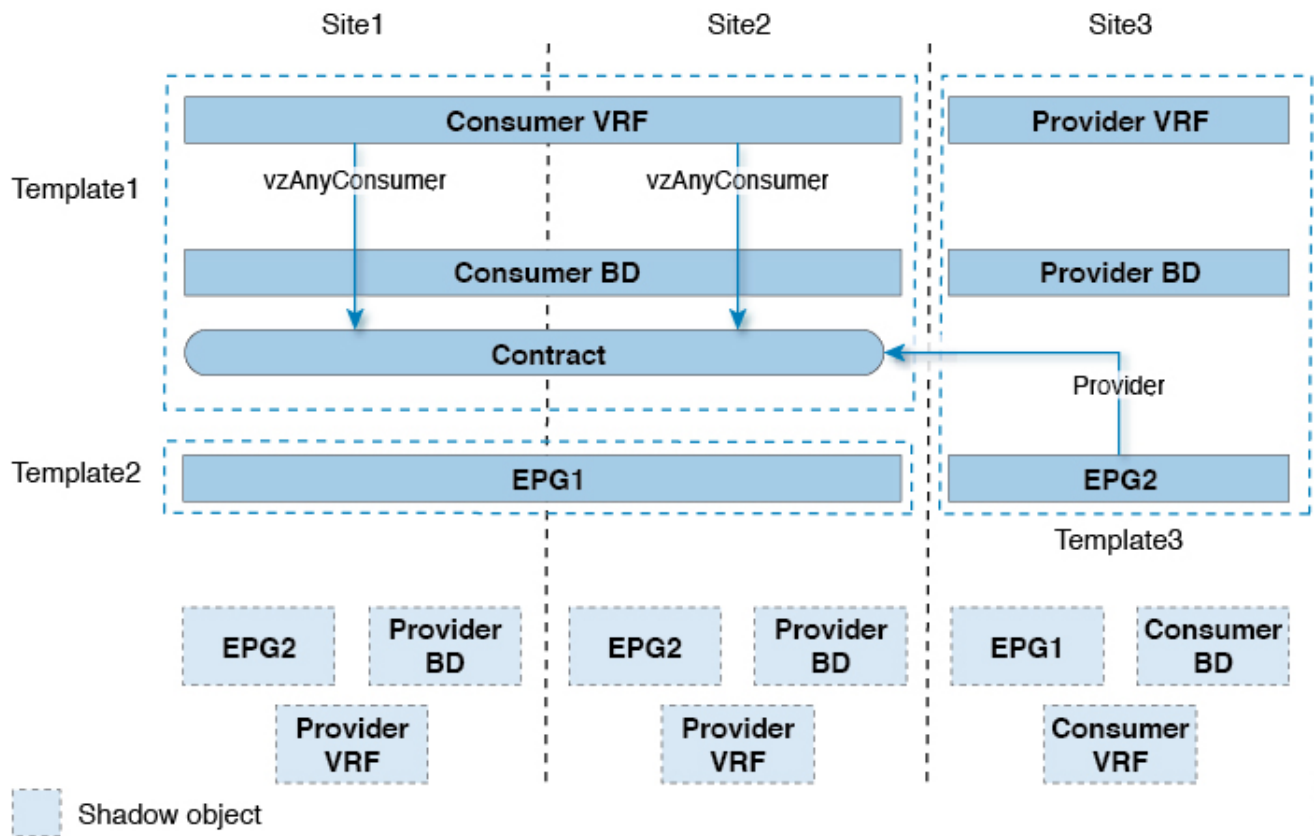 Site1
Site2
Site3
Template1
Consumer VRF
Provider VRF
vzAnyConsumer
vzAnyConsumer
Consumer BD
Provider BD
Contract
Provider
Template2
EPG1
EPG2
Template3
EPG2
Provider
BD
EPG2
Provider
BD
EPG1
Consumer
BD
Provider
VRF
Provider
VRF
Consumer
VRF
Shadow object